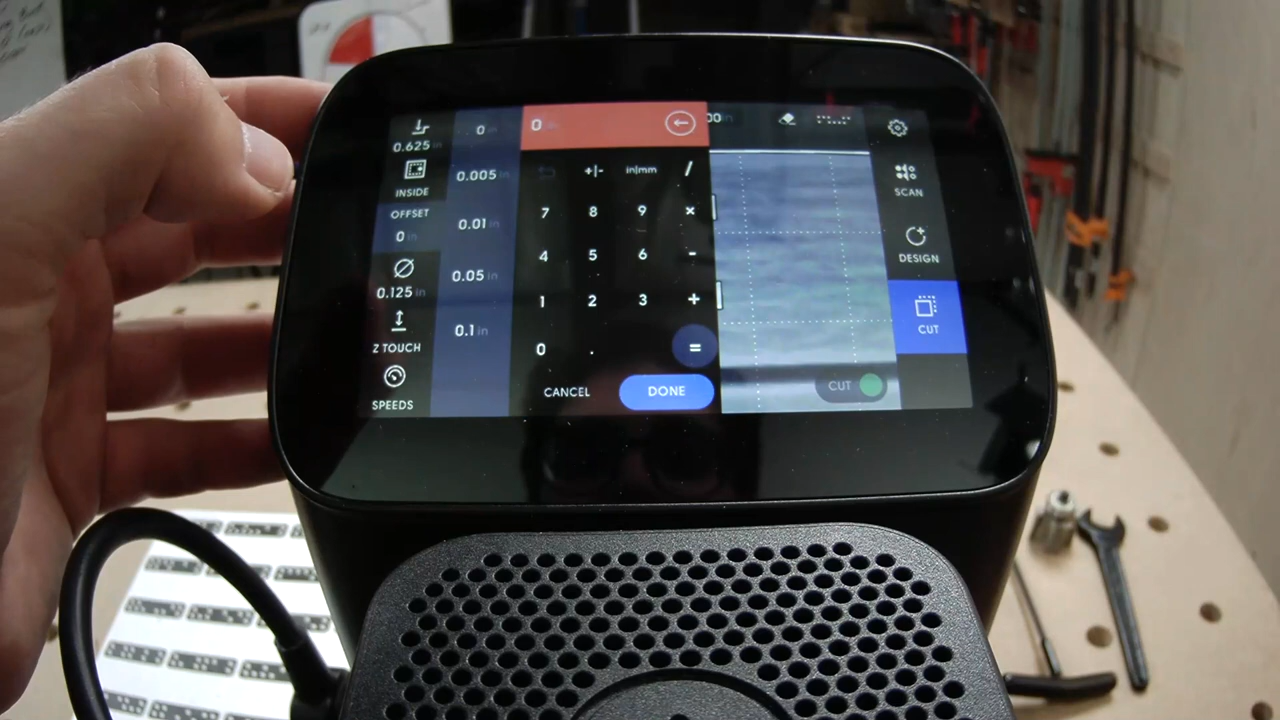 0.625 in
INSIDE
OFFSET
0 in
0.125 in
Z TOUCH
SPEEDS
0 in
0.005 in
0.01 in
0.05 in
0.1 in
0 in
+|- in|mm /
7 8 9 ×
4 5 6 -
1 2 3 +
0 . =
CANCEL DONE
CUT
SCAN
DESIGN
CUT